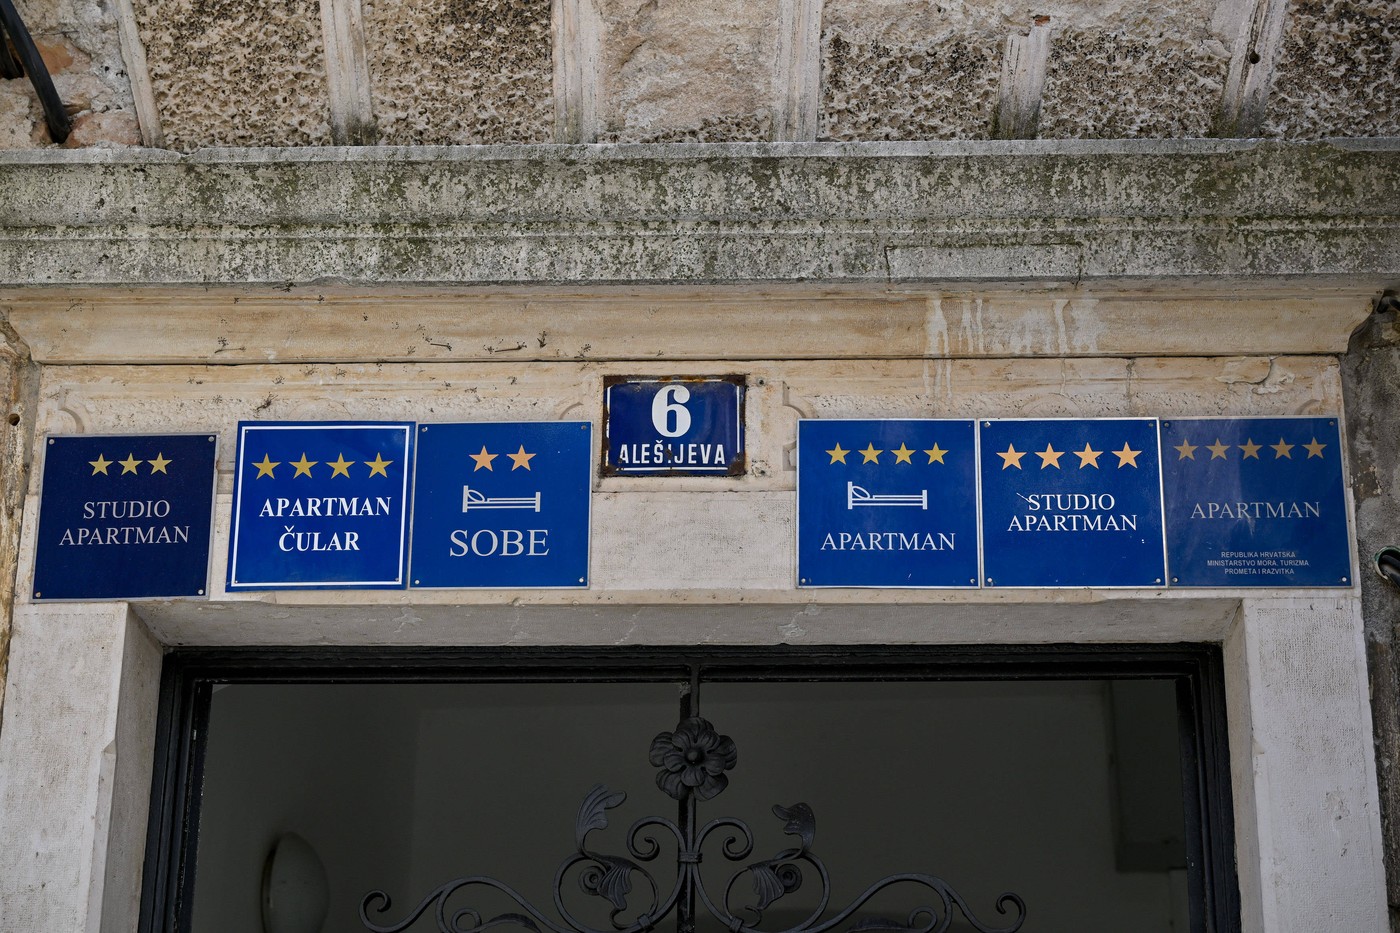 6
ALEŠIJEVA
STUDIO
APARTMAN
APARTMAN
ČULAR
SOBE
APARTMAN
STUDIO
APARTMAN
APARTMAN
REPUBLIKA HRVATSKA
MINISTARSTVO MORA, TURIZMA,
PROMETA I RAZVITKA